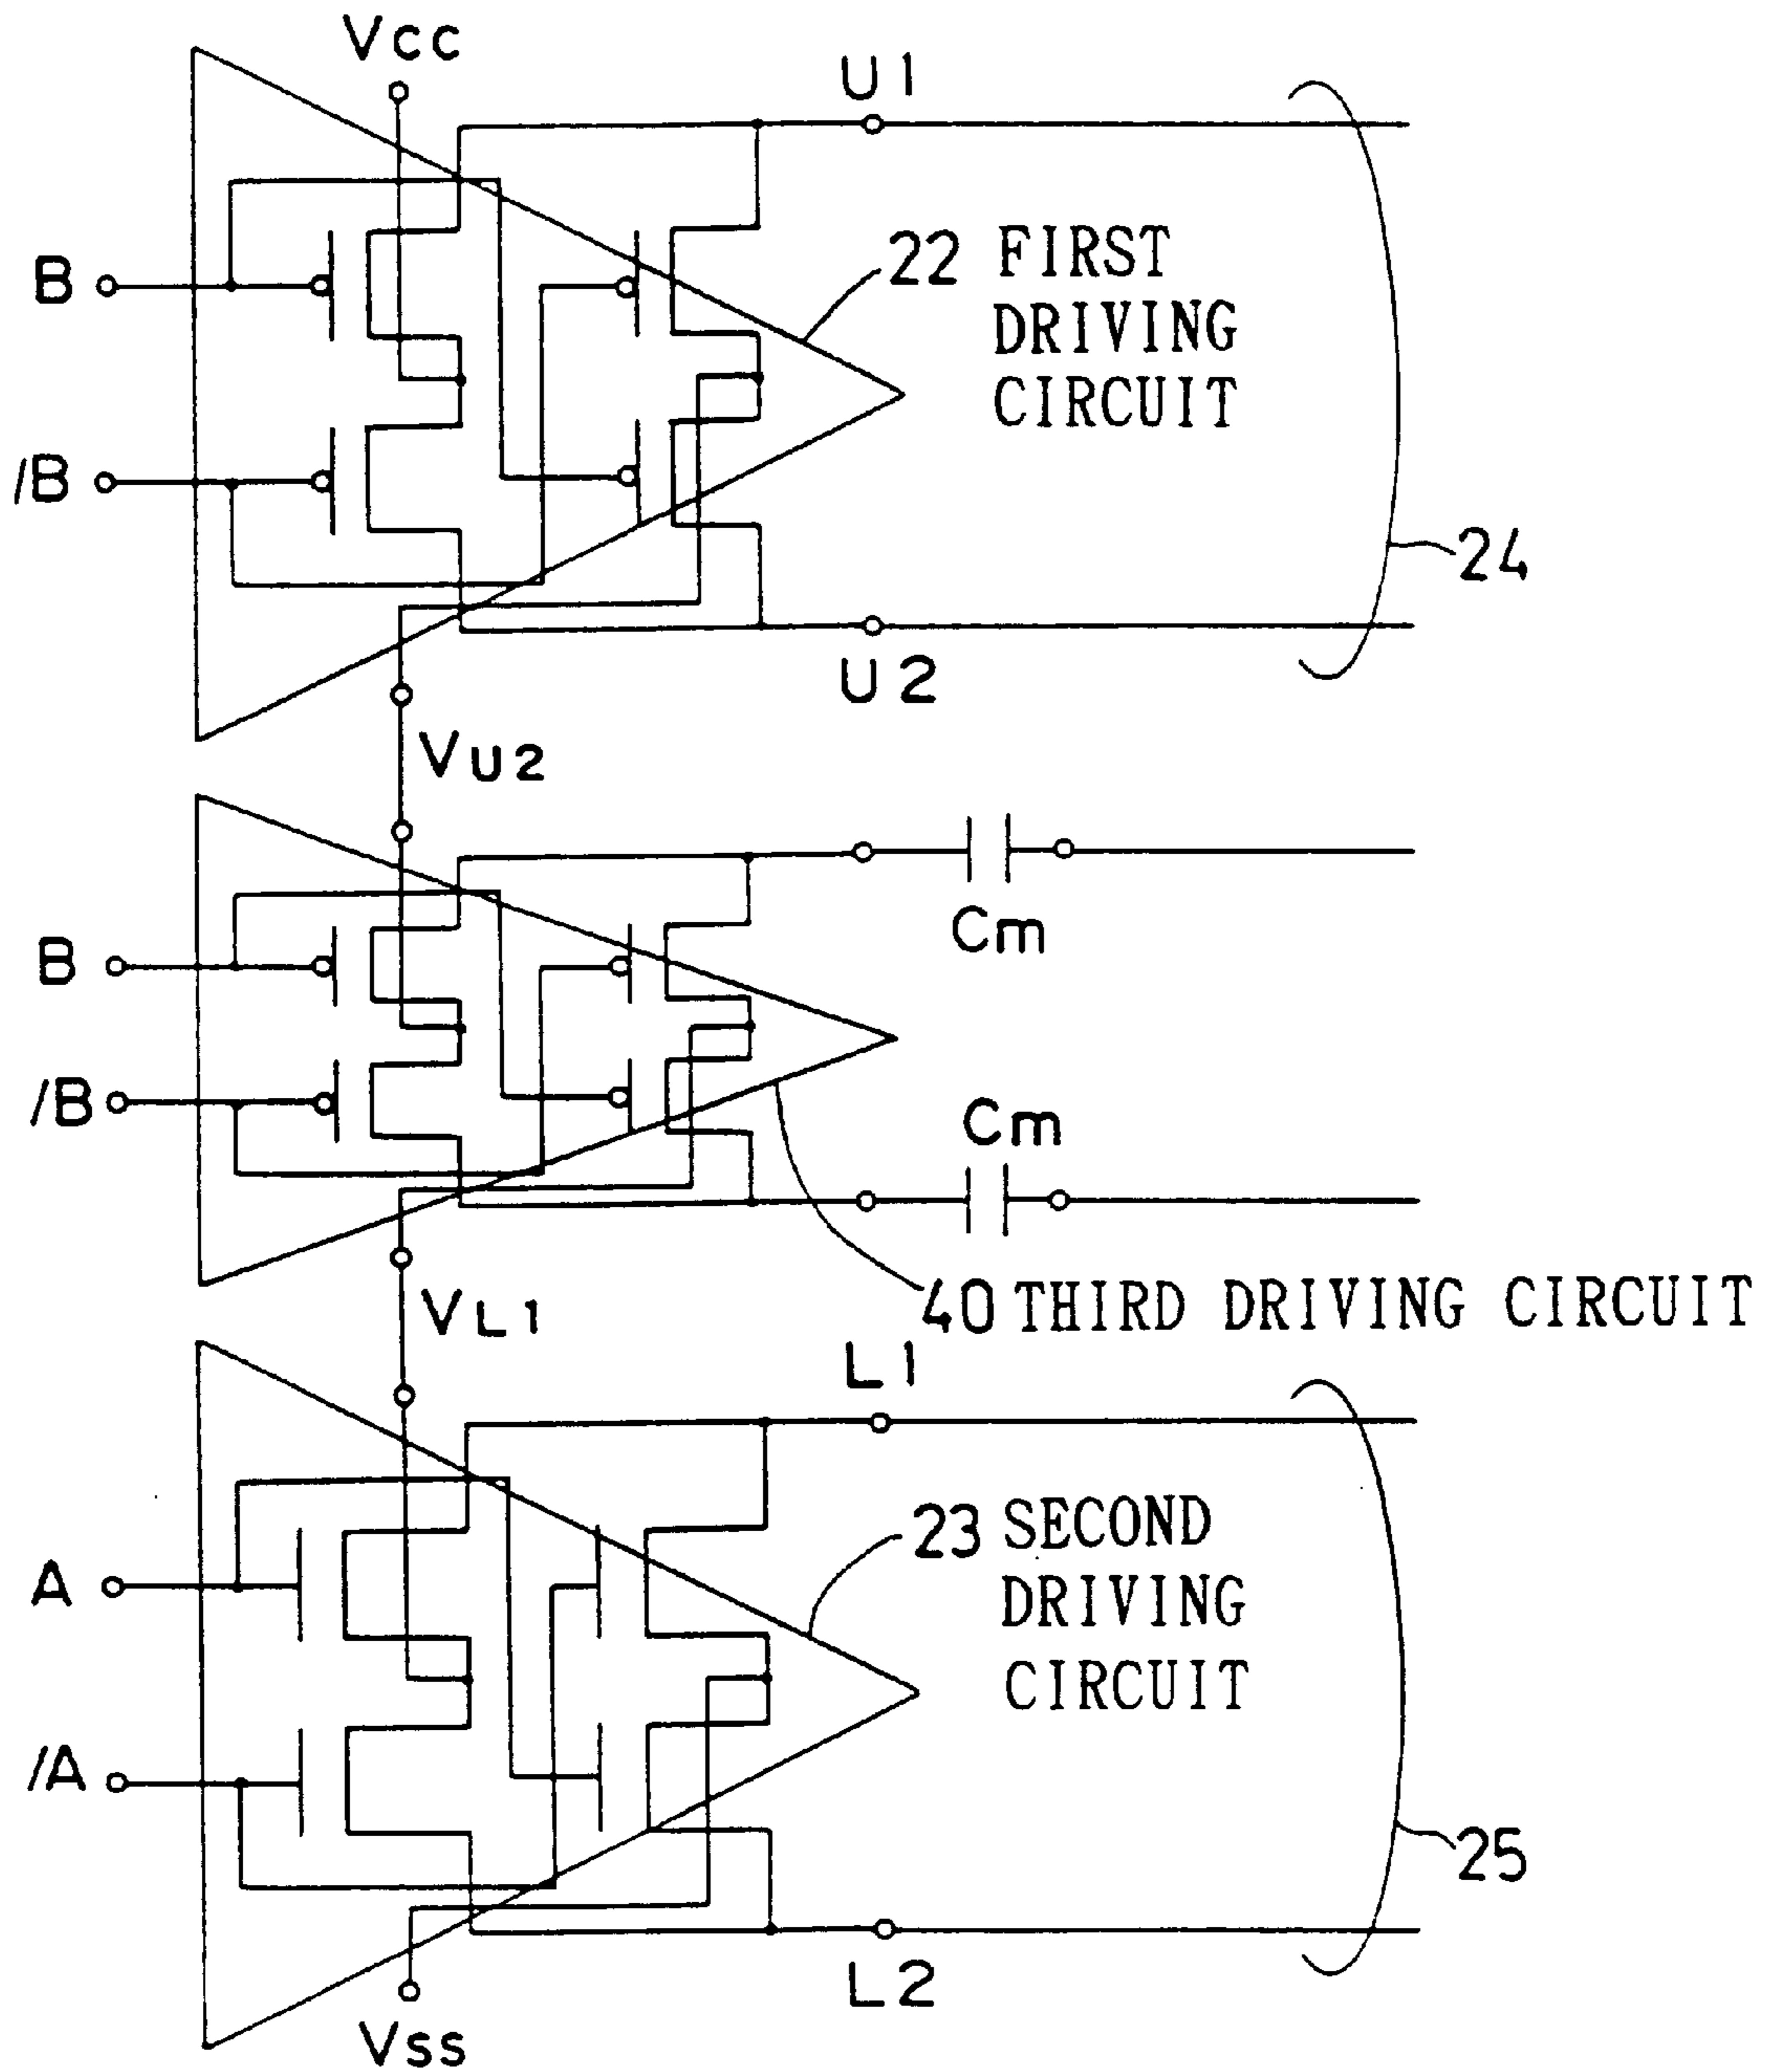 Vcc
U1
B
22 FIRST
DRIVING
CIRCUIT
/B
24
U2
VU2
Cm
B
/B
Cm
40 THIRD DRIVING CIRCUIT
VL1
L1
23 SECOND
DRIVING
CIRCUIT
A
/A
25
L2
Vss